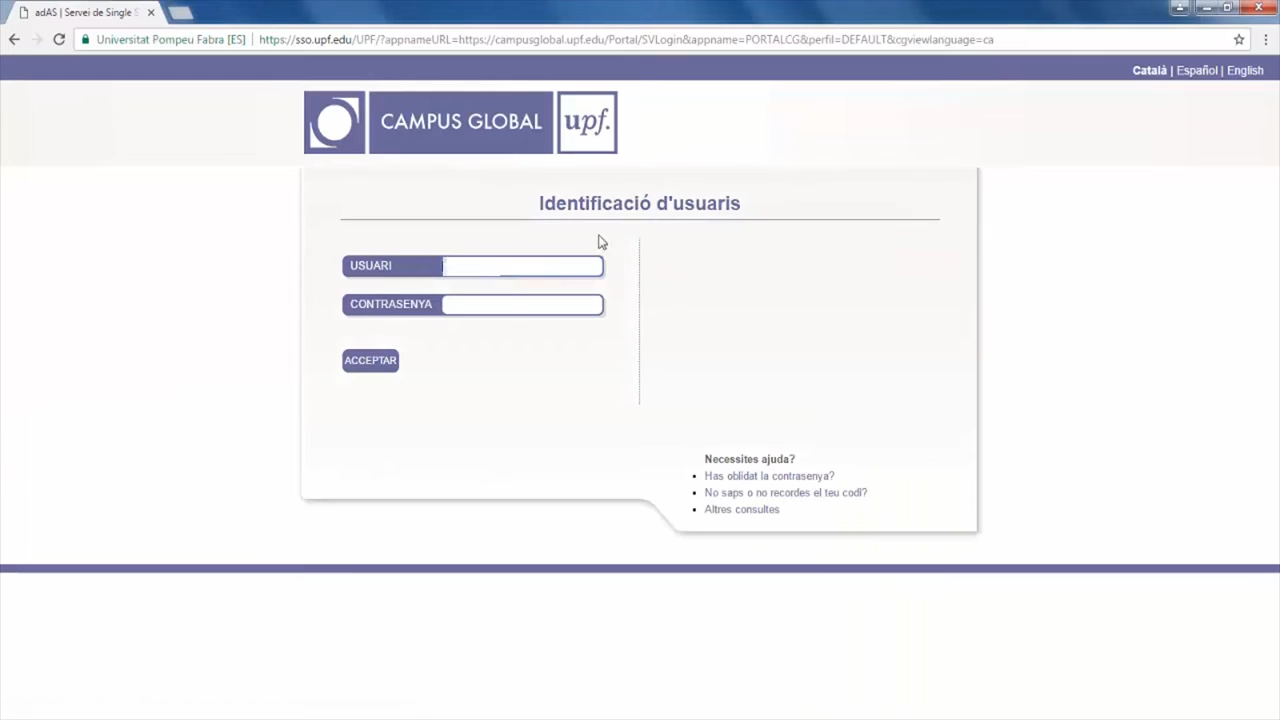 adAS | Servei de Single
Universitat Pompeu Fabra [ES]
https://sso.upf.edu/UPF/?appnameURL=https://campusglobal.upf.edu/Portal/SVLogin&appname=PORTALCG&perfil=DEFAULT&cgviewlanguage=ca
Català | Español | English
CAMPUS GLOBAL
upf.
Identificació d'usuaris
USUARI
CONTRASENYA
ACCEPTAR
Necessites ajuda?
Has oblidat la contrasenya?
No saps o no recordes el teu codi?
Altres consultes